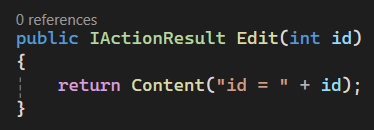 0 references
public IActionResult Edit(int id)
{
    return Content("id = " + id);
}